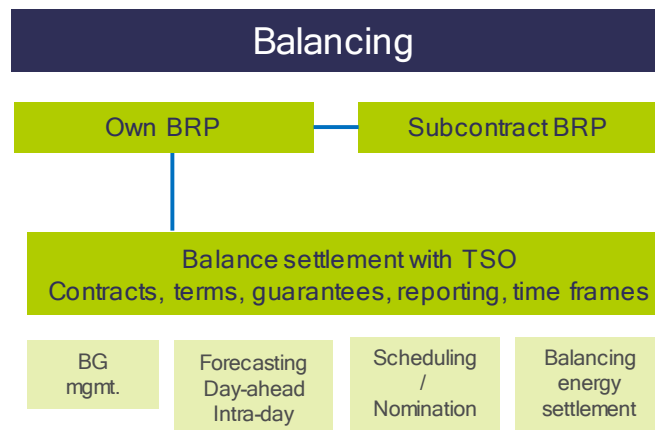 Balancing
Own BRP
Subcontract BRP
Balance settlement with TSO
Contracts, terms, guarantees, reporting, time frames
BG
mgmt.
Forecasting
Day-ahead
Intra-day
Scheduling
/
Nomination
Balancing
energy
settlement